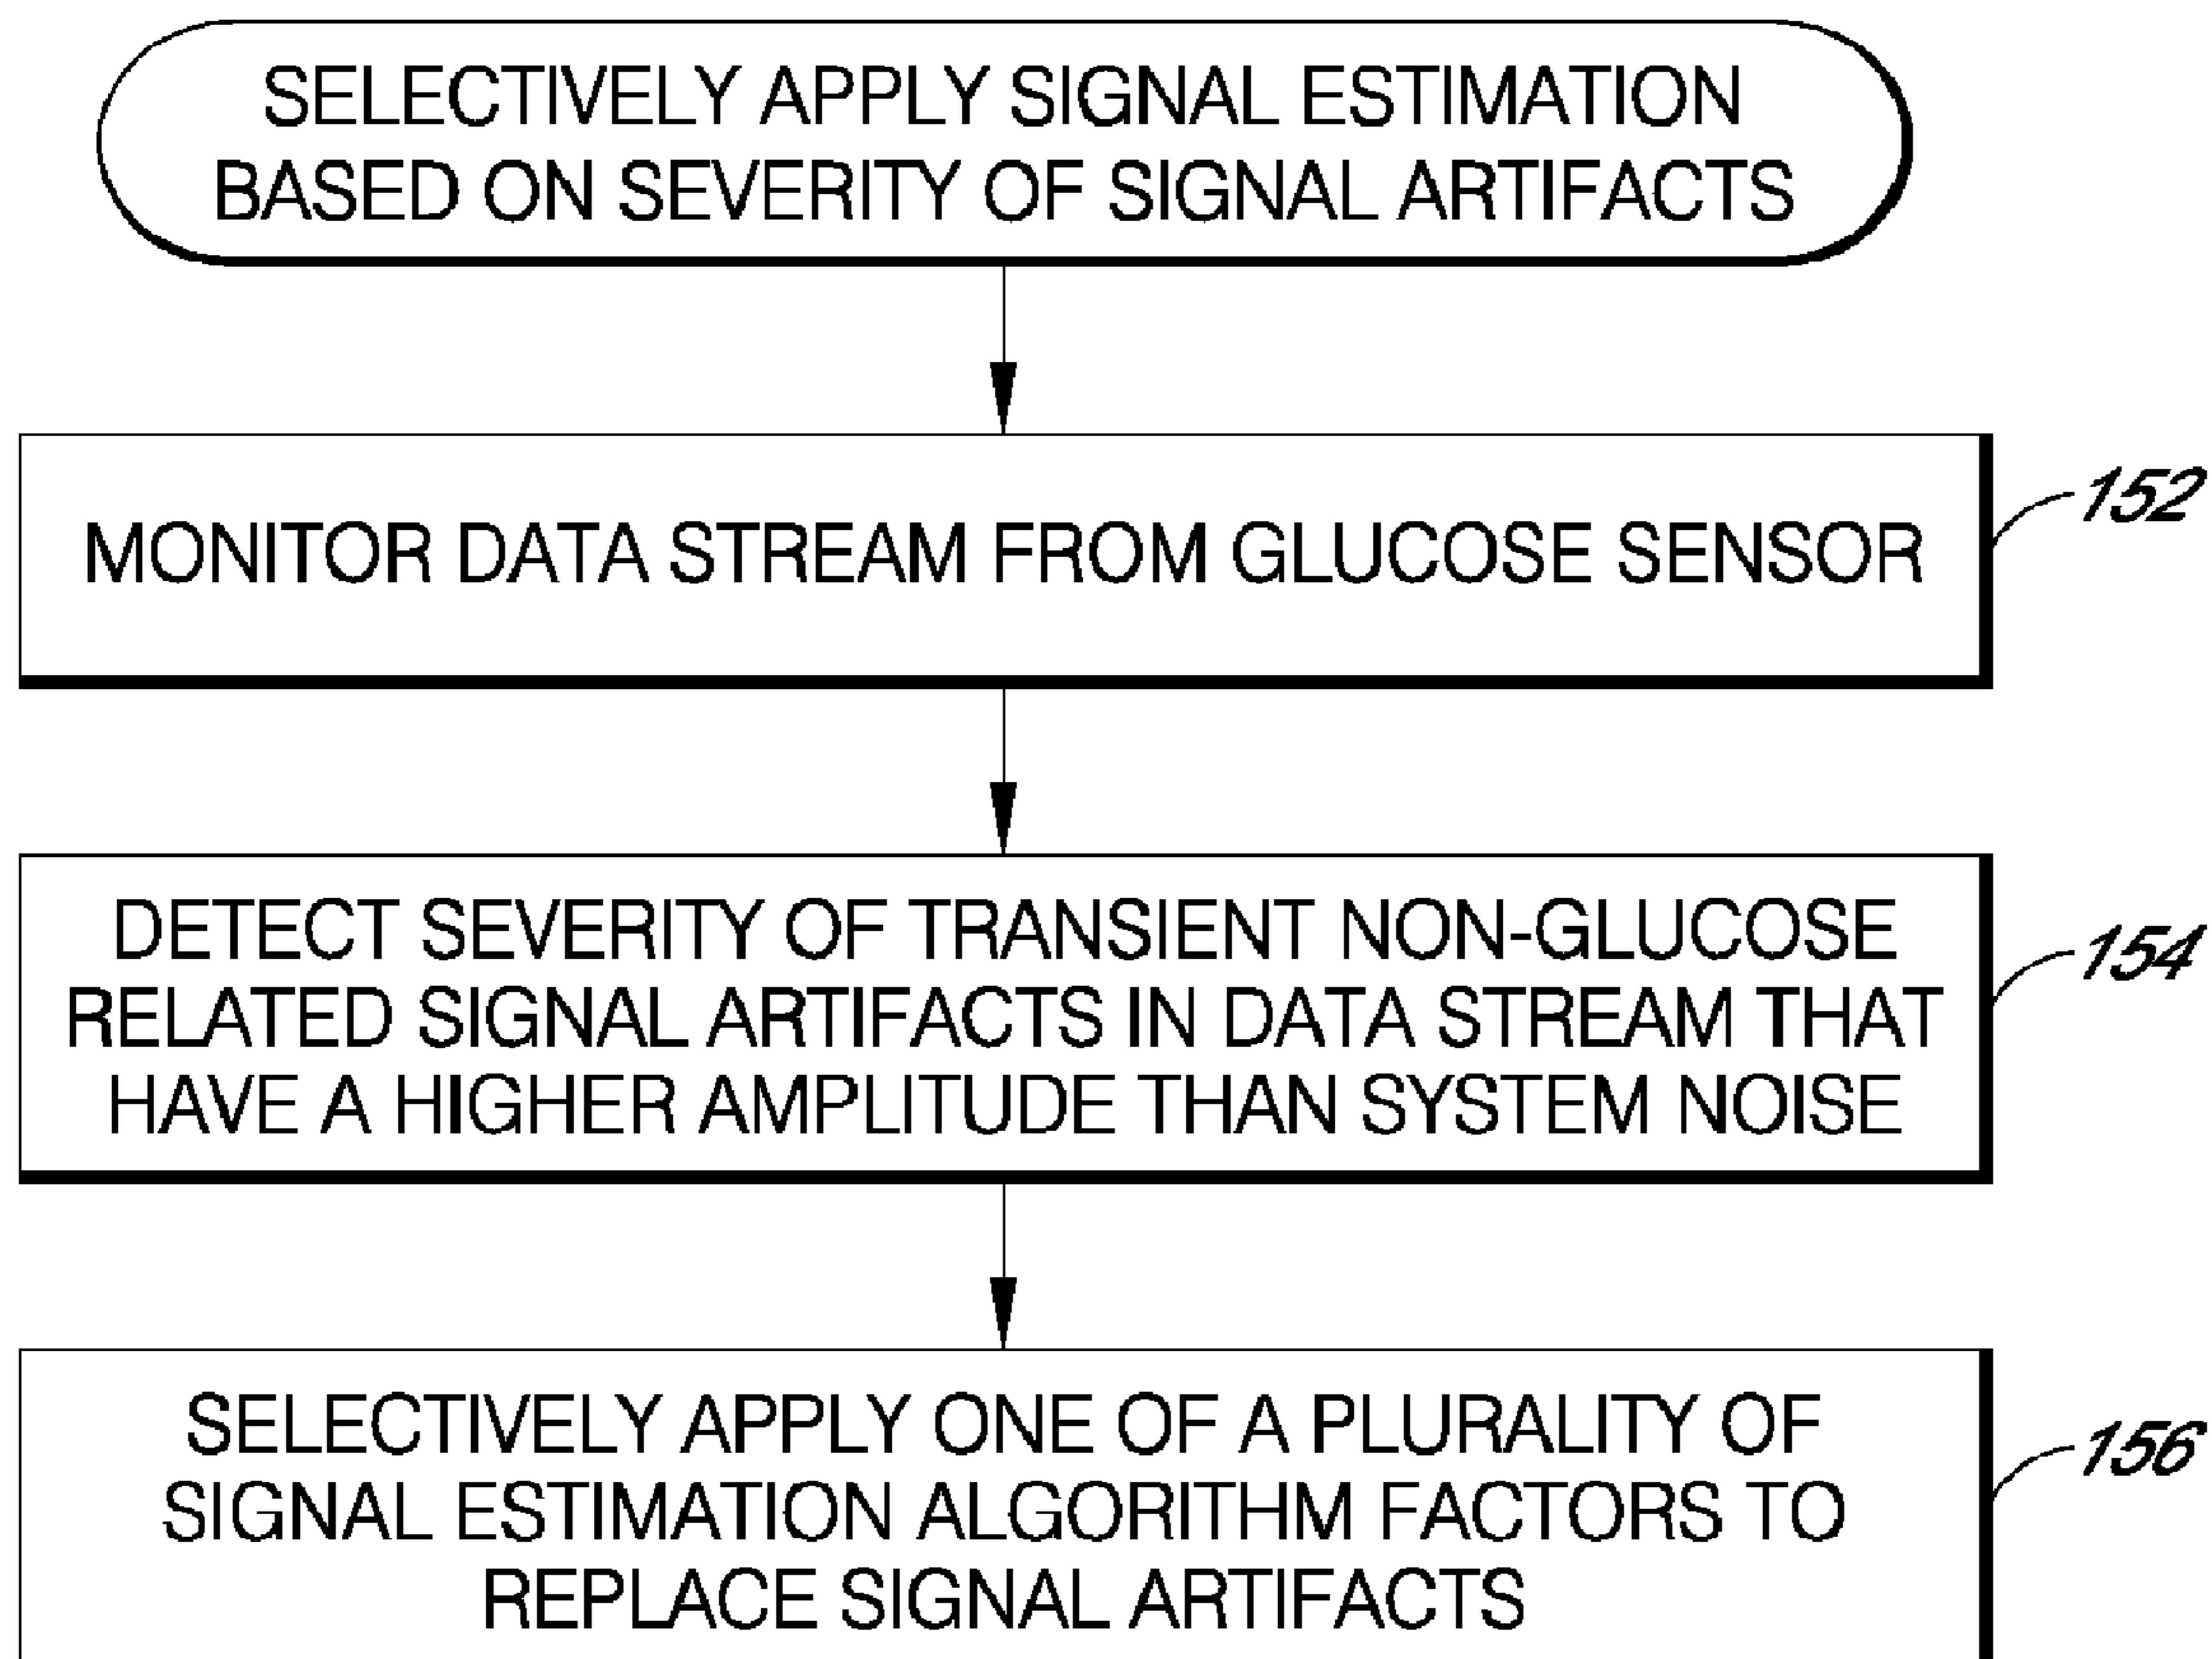 SELECTIVELY APPLY SIGNAL ESTIMATION
BASED ON SEVERITY OF SIGNAL ARTIFACTS
MONITOR DATA STREAM FROM GLUCOSE SENSOR
152
DETECT SEVERITY OF TRANSIENT NON-GLUCOSE
RELATED SIGNAL ARTIFACTS IN DATA STREAM THAT
HAVE A HIGHER AMPLITUDE THAN SYSTEM NOISE
154
SELECTIVELY APPLY ONE OF A PLURALITY OF
SIGNAL ESTIMATION ALGORITHM FACTORS TO
REPLACE SIGNAL ARTIFACTS
156